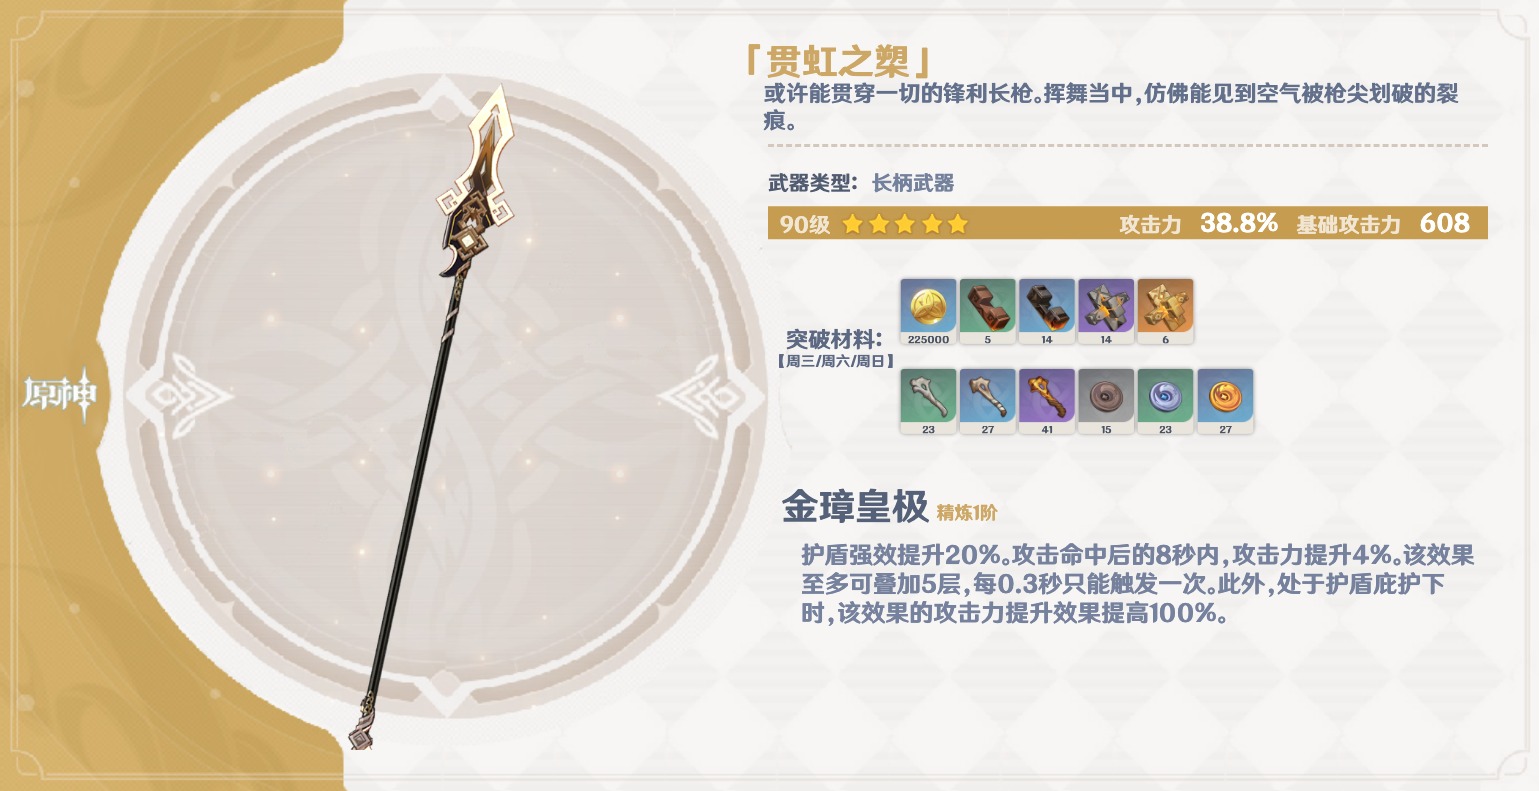 「贯虹之槊」
或许能贯穿一切的锋利长枪。挥舞当中,仿佛能见到空气被枪尖划破的裂
痕。
武器类型: 长柄武器
90级 攻击力 38.8% 基础攻击力 608
225000 5 14 14 6
突破材料:
【周三/周六/周日】
原神
23 27 41 15 23 27
金璋皇极 精炼1阶
护盾强效提升20%。攻击命中后的8秒内,攻击力提升4%。该效果
至多可叠加5层,每0.3秒只能触发一次。此外,处于护盾庇护下
时,该效果的攻击力提升效果提高100%。